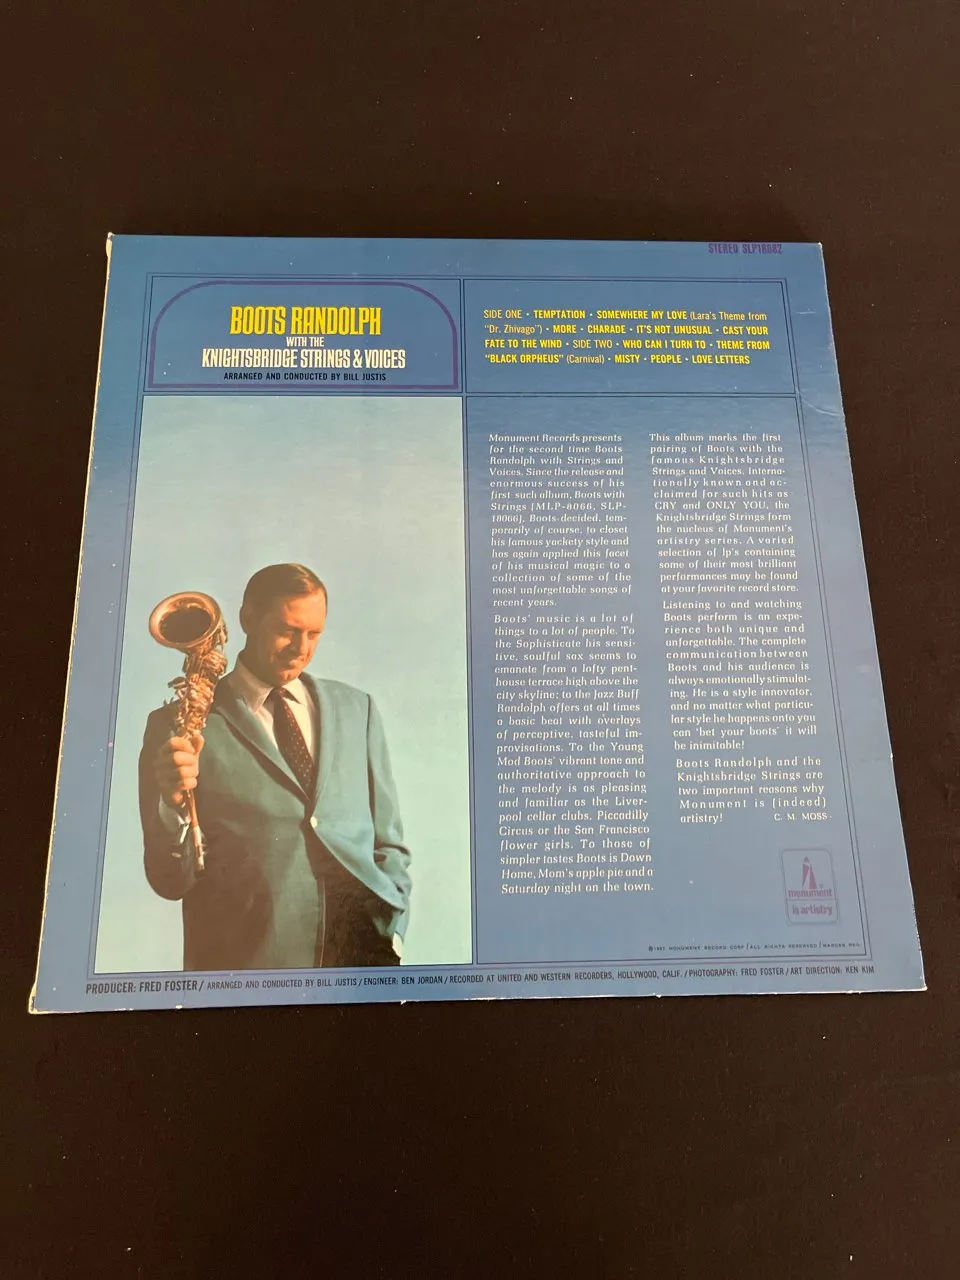 STEREO SLP18082
BOOTS RANDOLPH
WITH THE
KNIGHTSBRIDGE STRINGS & VOICES
ARRANGED AND CONDUCTED BY BILL JUSTIS
SIDE ONE • TEMPTATION • SOMEWHERE MY LOVE (Lara's Theme from
"Dr. Zhivago") • MORE • CHARADE • IT'S NOT UNUSUAL • CAST YOUR
FATE TO THE WIND • SIDE TWO • WHO CAN I TURN TO • THEME FROM
"BLACK ORPHEUS" (Carnival) • MISTY • PEOPLE • LOVE LETTERS
Monument Records presents
for the second time Boots
Randolph with Strings and
Voices. Since the release and
enormous success of his
first such album, Boots with
Strings [MLP-8066, SLP-
18066], Boots decided, tem-
porarily of course, to closet
his famous yackety style and
has again applied this facet
of his musical magic to a
collection of some of the
most unforgettable songs of
recent years.
Boots' music is a lot of
things to a lot of people. To
the Sophisticate his sensi-
tive, soulful sax seems to
emanate from a lofty pent-
house terrace high above the
city skyline; to the Jazz Buff
Randolph offers at all times
a basic beat with overlays
of perceptive, tasteful im-
provisations. To the Young
Mod Boots' vibrant tone and
authoritative approach to
the melody is as pleasing
and familiar as the Liver-
pool cellar clubs, Piccadilly
Circus or the San Francisco
flower girls. To those of
simpler tastes Boots is Down
Home, Mom's apple pie and a
Saturday night on the town.
This album marks the first
pairing of Boots with the
famous Knightsbridge
Strings and Voices. Interna-
tionally known and ac-
claimed for such hits as
CRY and ONLY YOU, the
Knightsbridge Strings form
the nucleus of Monument's
artistry series. A varied
selection of lp's containing
some of their most brilliant
performances may be found
at your favorite record store.
Listening to and watching
Boots perform is an expe-
rience both unique and
unforgettable. The complete
communication between
Boots and his audience is
always emotionally stimulat-
ing. He is a style innovator,
and no matter what particu-
lar style he happens onto you
can 'bet your boots' it will
be inimitable!
Boots Randolph and the
Knightsbridge Strings are
two important reasons why
Monument is (indeed)
artistry! C. M. MOSS
monument
is artistry
©1967 MONUMENT RECORD CORP / ALL RIGHTS RESERVED /
PRODUCER: FRED FOSTER / ARRANGED AND CONDUCTED BY BILL JUSTIS / ENGINEER: BEN JORDAN / RECORDED AT UNITED AND WESTERN RECORDERS, HOLLYWOOD, CALIF. / PHOTOGRAPHY: FRED FOSTER / ART DIRECTION: KEN KIM